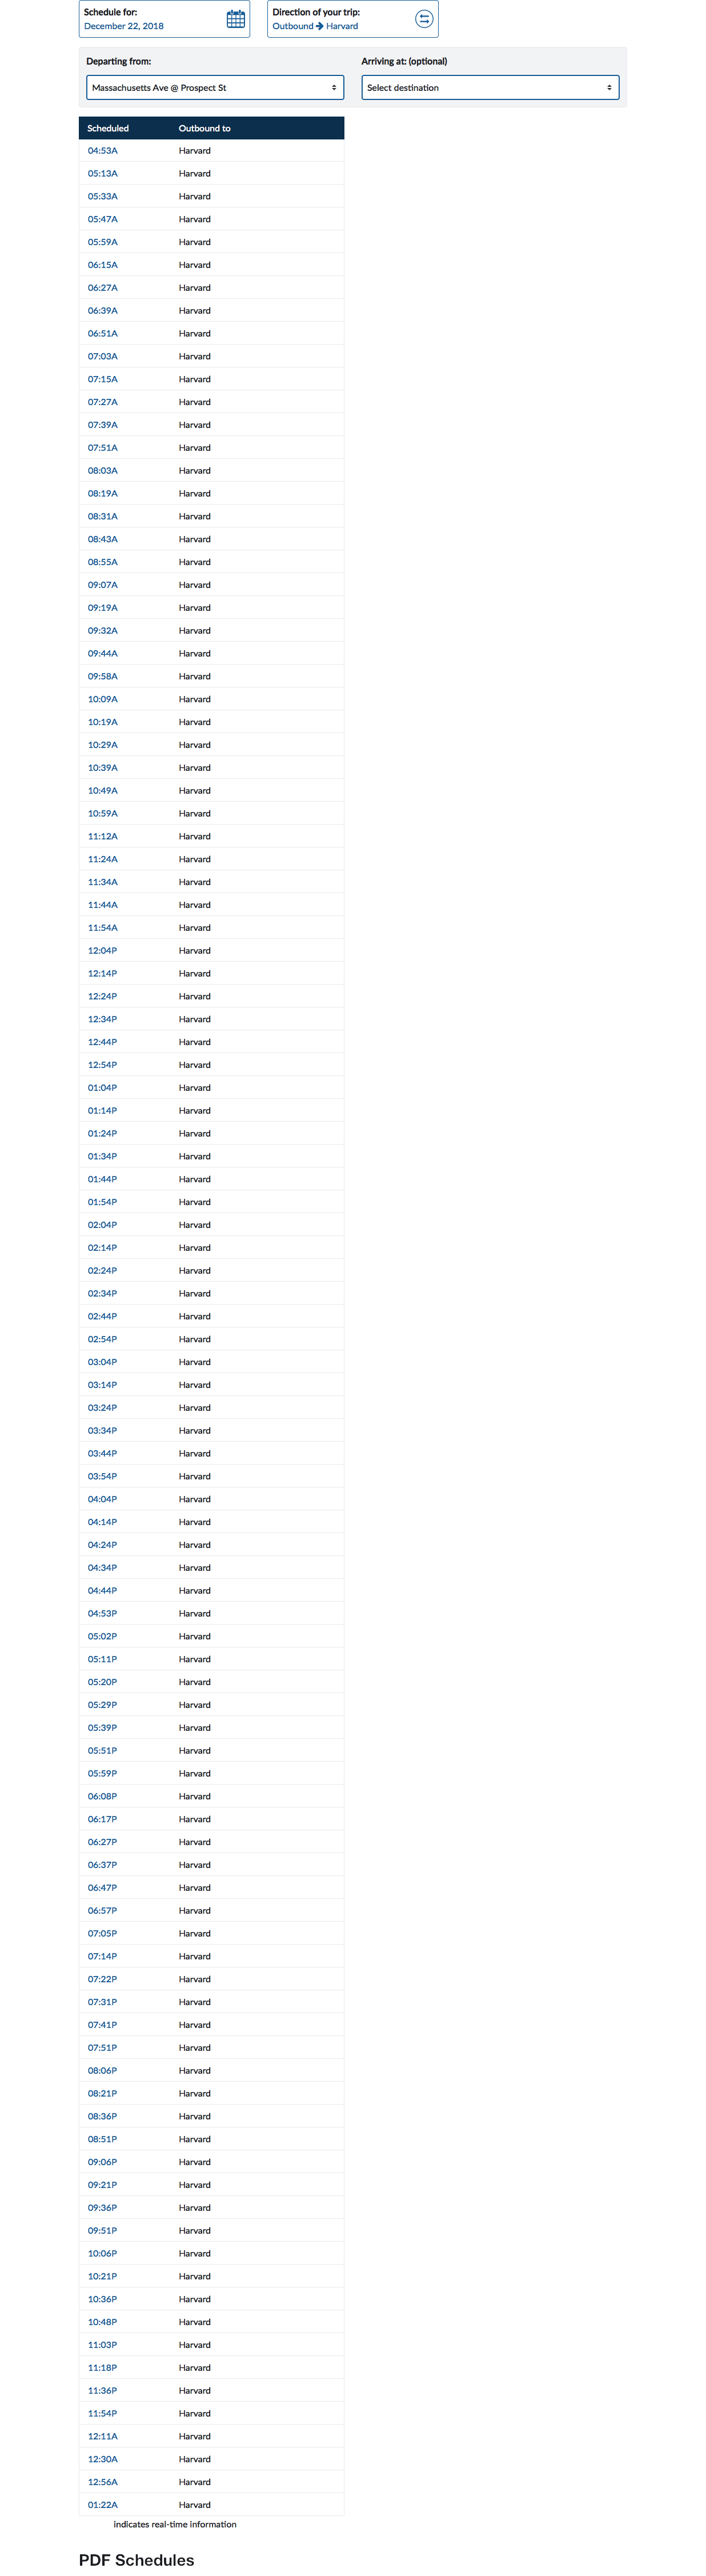 Schedule for:
December 22, 2018
Direction of your trip:
Outbound → Harvard
Departing from:
Massachusetts Ave @ Prospect St
Arriving at: (optional)
Select destination
Scheduled Outbound to
04:53A Harvard
05:13A Harvard
05:33A Harvard
05:47A Harvard
05:59A Harvard
06:15A Harvard
06:27A Harvard
06:39A Harvard
06:51A Harvard
07:03A Harvard
07:15A Harvard
07:27A Harvard
07:39A Harvard
07:51A Harvard
08:03A Harvard
08:19A Harvard
08:31A Harvard
08:43A Harvard
08:55A Harvard
09:07A Harvard
09:19A Harvard
09:32A Harvard
09:44A Harvard
09:58A Harvard
10:09A Harvard
10:19A Harvard
10:29A Harvard
10:39A Harvard
10:49A Harvard
10:59A Harvard
11:12A Harvard
11:24A Harvard
11:34A Harvard
11:44A Harvard
11:54A Harvard
12:04P Harvard
12:14P Harvard
12:24P Harvard
12:34P Harvard
12:44P Harvard
12:54P Harvard
01:04P Harvard
01:14P Harvard
01:24P Harvard
01:34P Harvard
01:44P Harvard
01:54P Harvard
02:04P Harvard
02:14P Harvard
02:24P Harvard
02:34P Harvard
02:44P Harvard
02:54P Harvard
03:04P Harvard
03:14P Harvard
03:24P Harvard
03:34P Harvard
03:44P Harvard
03:54P Harvard
04:04P Harvard
04:14P Harvard
04:24P Harvard
04:34P Harvard
04:44P Harvard
04:53P Harvard
05:02P Harvard
05:11P Harvard
05:20P Harvard
05:29P Harvard
05:39P Harvard
05:51P Harvard
05:59P Harvard
06:08P Harvard
06:17P Harvard
06:27P Harvard
06:37P Harvard
06:47P Harvard
06:57P Harvard
07:05P Harvard
07:14P Harvard
07:22P Harvard
07:31P Harvard
07:41P Harvard
07:51P Harvard
08:06P Harvard
08:21P Harvard
08:36P Harvard
08:51P Harvard
09:06P Harvard
09:21P Harvard
09:36P Harvard
09:51P Harvard
10:06P Harvard
10:21P Harvard
10:36P Harvard
10:48P Harvard
11:03P Harvard
11:18P Harvard
11:36P Harvard
11:54P Harvard
12:11A Harvard
12:30A Harvard
12:56A Harvard
01:22A Harvard
indicates real-time information
PDF Schedules